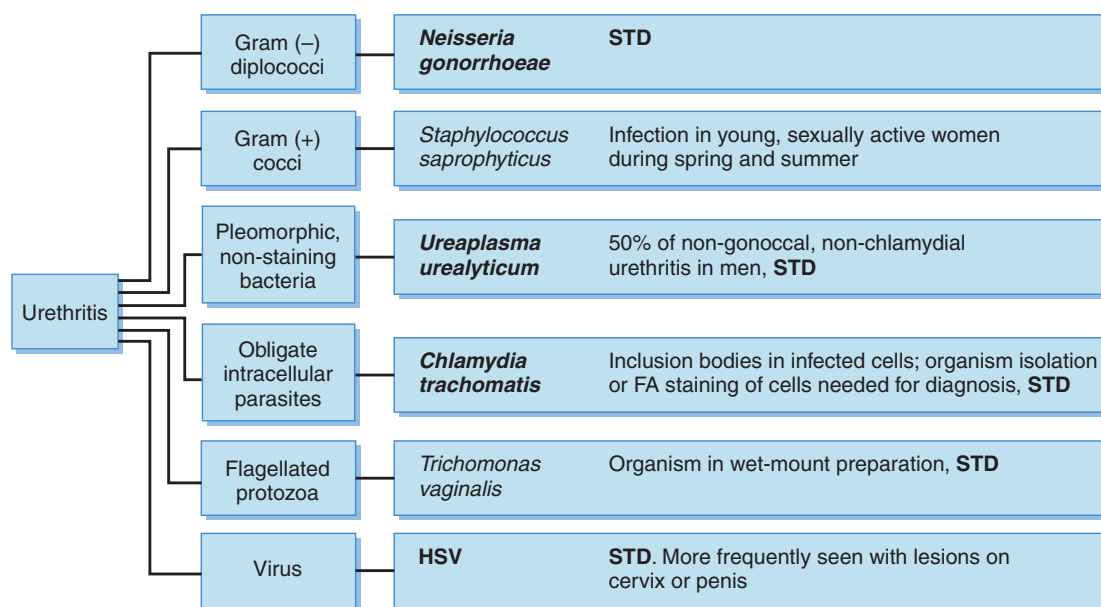 Urethritis
Gram (–)
diplococci
Neisseria
gonorrhoeae
STD
Gram (+)
cocci
Staphylococcus
saprophyticus
Infection in young, sexually active women
during spring and summer
Pleomorphic,
non-staining
bacteria
Ureaplasma
urealyticum
50% of non-gonoccal, non-chlamydial
urethritis in men, STD
Obligate
intracellular
parasites
Chlamydia
trachomatis
Inclusion bodies in infected cells; organism isolation
or FA staining of cells needed for diagnosis, STD
Flagellated
protozoa
Trichomonas
vaginalis
Organism in wet-mount preparation, STD
Virus
HSV
STD. More frequently seen with lesions on
cervix or penis